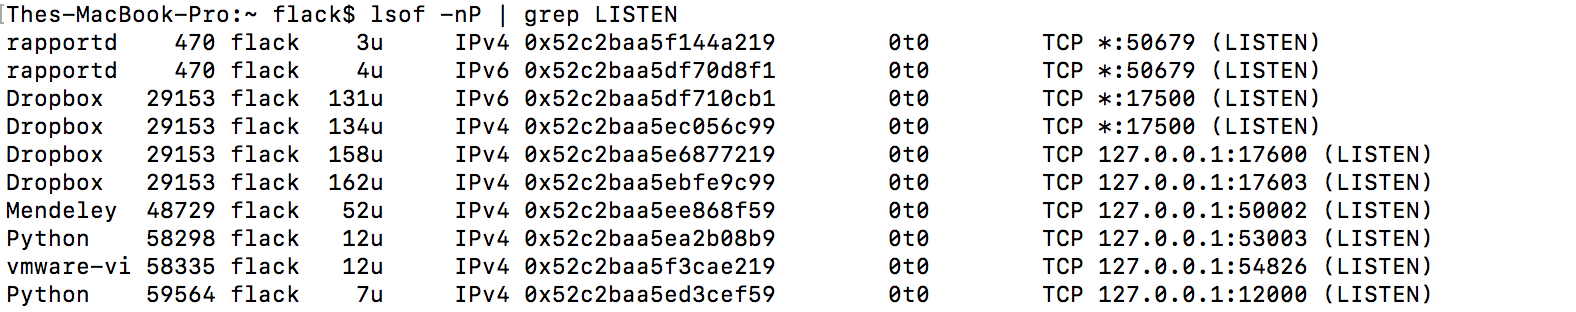 Thes-MacBook-Pro:~ flack$ lsof -nP | grep LISTEN
rapportd    470 flack    3u     IPv4 0x52c2baa5f144a219          0t0          TCP *:50679 (LISTEN)
rapportd    470 flack    4u     IPv6 0x52c2baa5df70d8f1          0t0          TCP *:50679 (LISTEN)
Dropbox   29153 flack  131u     IPv6 0x52c2baa5df710cb1          0t0          TCP *:17500 (LISTEN)
Dropbox   29153 flack  134u     IPv4 0x52c2baa5ec056c99          0t0          TCP *:17500 (LISTEN)
Dropbox   29153 flack  158u     IPv4 0x52c2baa5e6877219          0t0          TCP 127.0.0.1:17600 (LISTEN)
Dropbox   29153 flack  162u     IPv4 0x52c2baa5ebfe9c99          0t0          TCP 127.0.0.1:17603 (LISTEN)
Mendeley  48729 flack   52u     IPv4 0x52c2baa5ee868f59          0t0          TCP 127.0.0.1:50002 (LISTEN)
Python    58298 flack   12u     IPv4 0x52c2baa5ea2b08b9          0t0          TCP 127.0.0.1:53003 (LISTEN)
vmware-vi 58335 flack   12u     IPv4 0x52c2baa5f3cae219          0t0          TCP 127.0.0.1:54826 (LISTEN)
Python    59564 flack    7u     IPv4 0x52c2baa5ed3cef59          0t0          TCP 127.0.0.1:12000 (LISTEN)